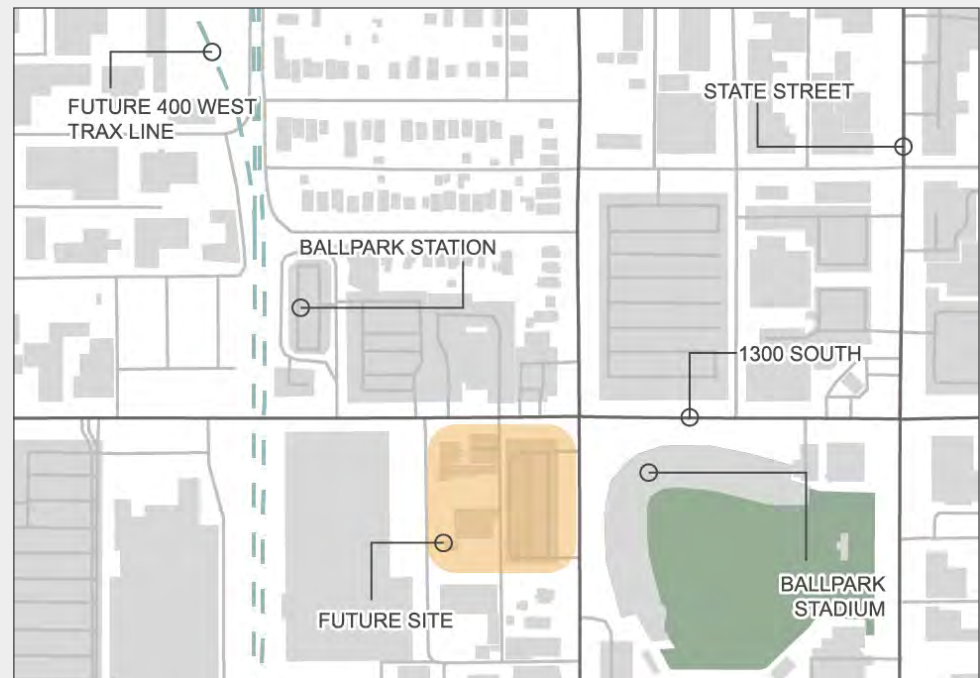 FUTURE 400 WEST
TRAX LINE
STATE STREET
BALLPARK STATION
1300 SOUTH
FUTURE SITE
BALLPARK
STADIUM